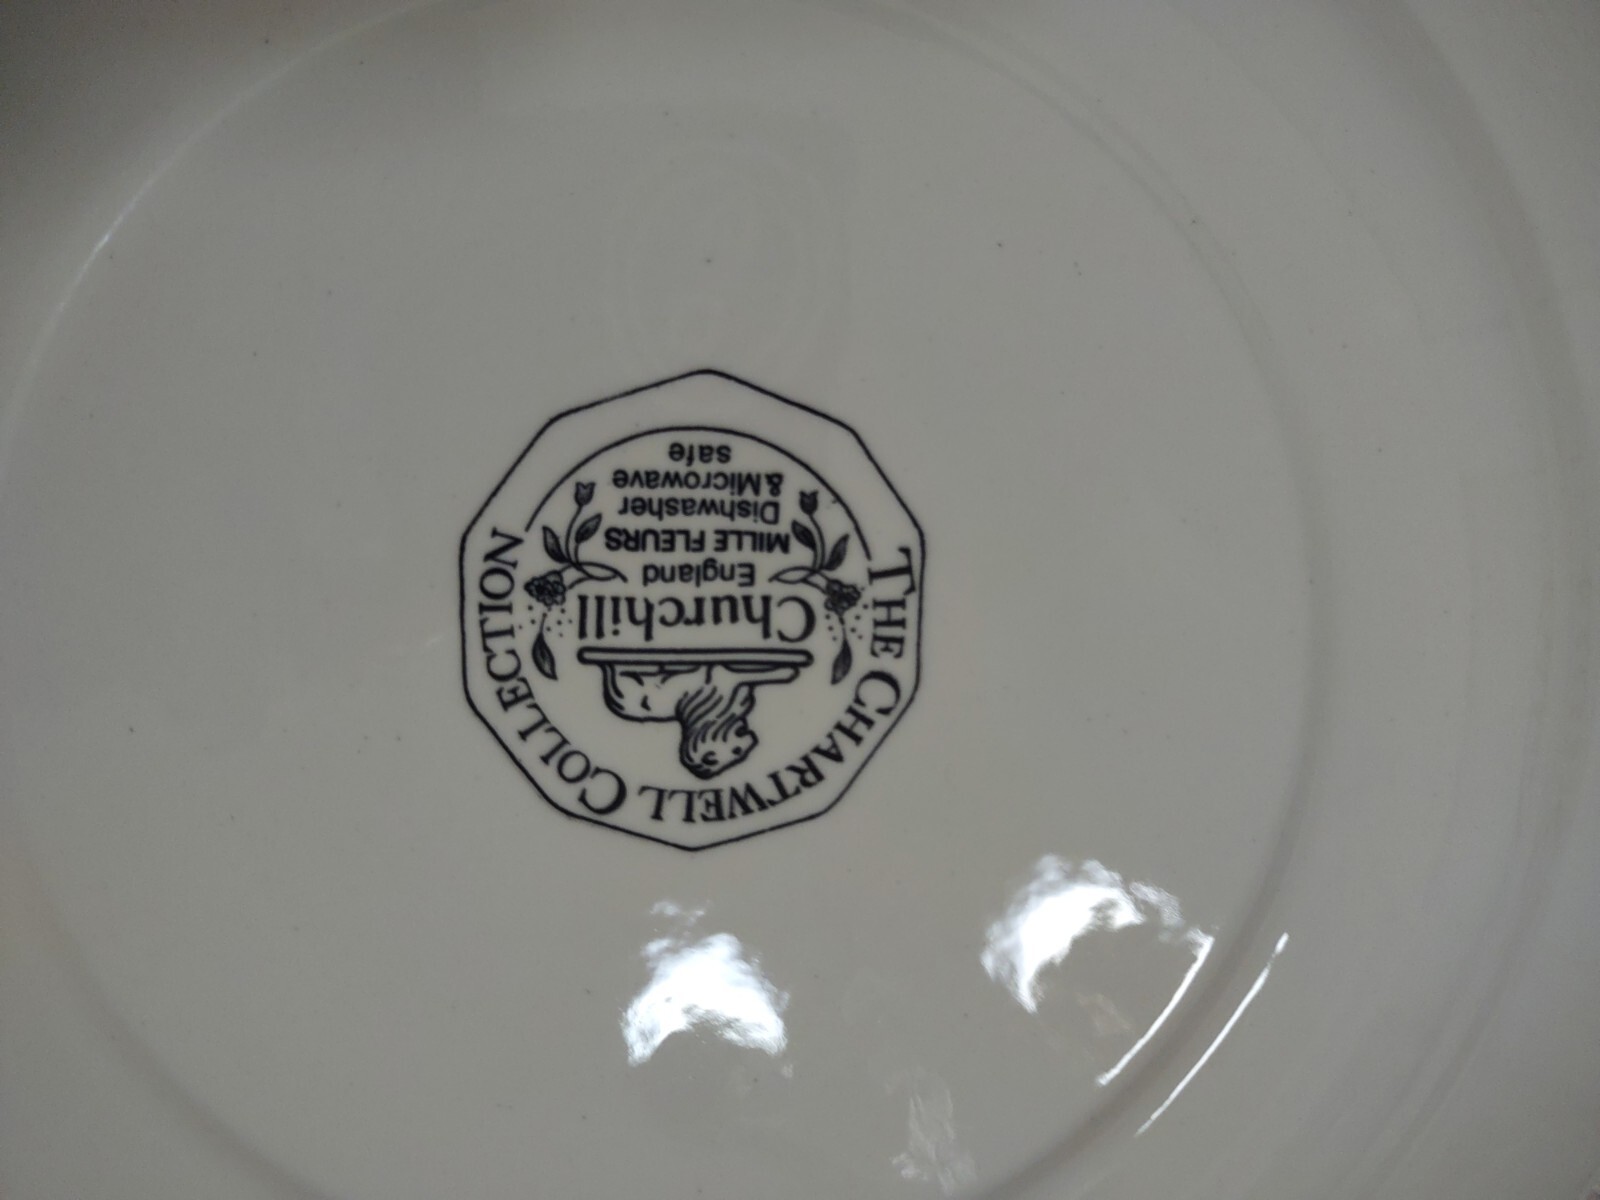 THE CHARTWELL COLLECTION
Churchill
England
MILLE FLEURS
Dishwasher
&Microwave
safe